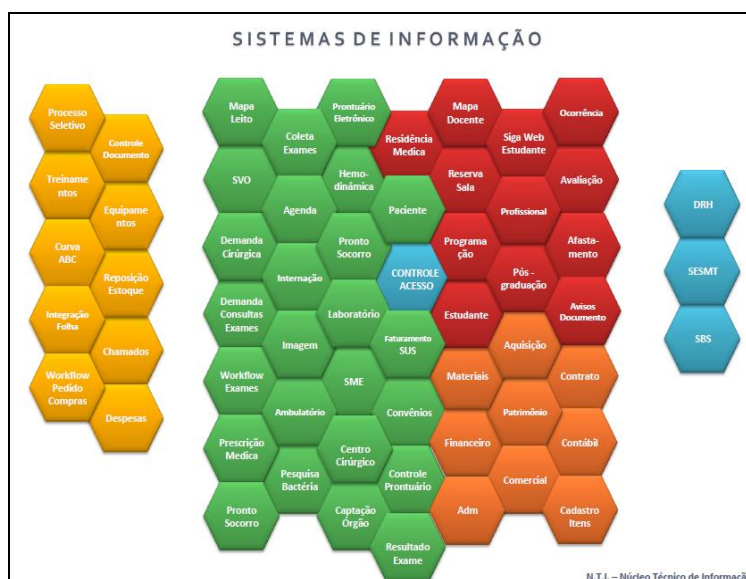 SISTEMAS DE INFORMAÇÃO
Processo
Seletivo
Controle
Documento
Treiname
ntos
Equipame
ntos
Curva
ABC
Reposição
Estoque
Integração
Folha
Chamados
Workflow
Pedido
Compras
Despesas
Mapa
Leito
SVO
Demanda
Cirúrgica
Demanda
Consultas
Exames
Workflow
Exames
Prescrição
Medica
Pronto
Socorro
Coleta
Exames
Agenda
Internação
Imagem
Ambulatório
Pesquisa
Bactéria
Prontuário
Eletrônico
Hemo-
dinâmica
Pronto
Socorro
Laboratório
SME
Centro
Cirúrgico
Captação
Órgão
Residência
Medica
Paciente
CONTROLE
ACESSO
Faturamento
SUS
Convênios
Controle
Prontuário
Resultado
Exame
Mapa
Docente
Reserva
Sala
Programa
ção
Estudante
Materiais
Financeiro
Adm
Siga Web
Estudante
Profissional
Pós -
graduação
Aquisição
Patrimônio
Comercial
Ocorrência
Avaliação
Afasta-
mento
Avisos
Documento
Contrato
Contábil
Cadastro
Itens
DRH
SESMT
SBS
N.T.I. – Núcleo Técnico de Informaçã